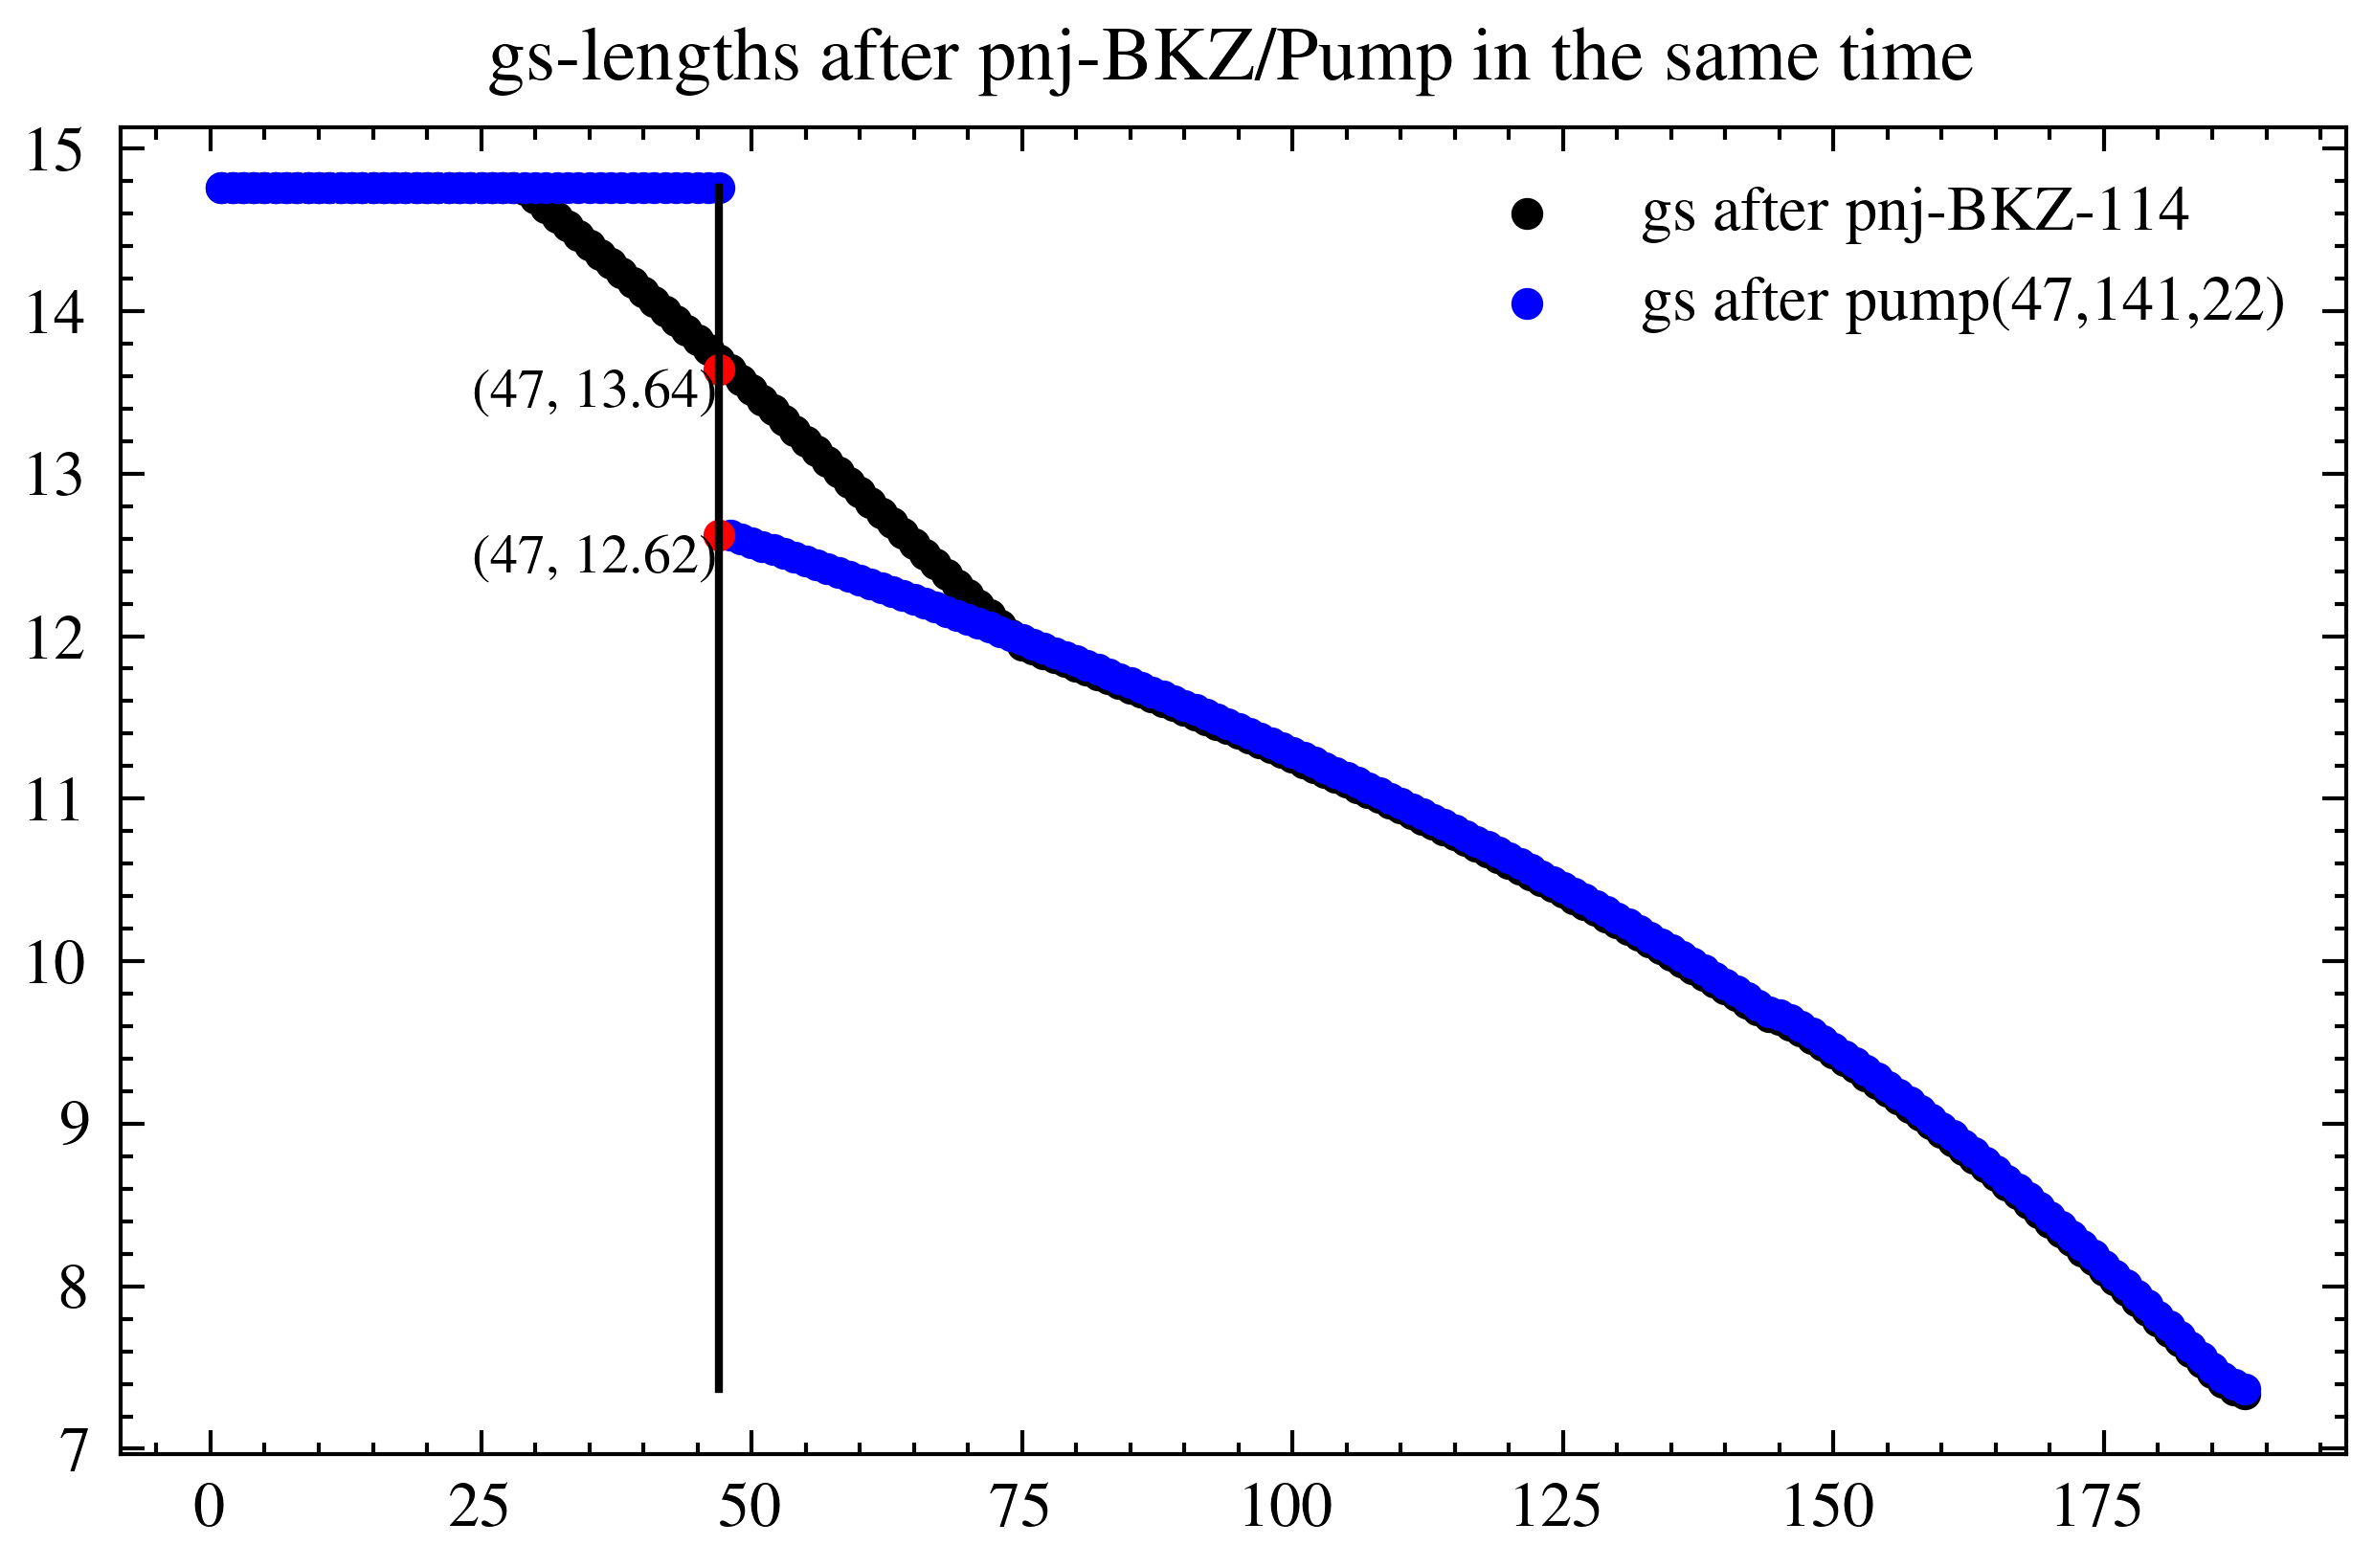 gs-lengths after pnj-BKZ/Pump in the same time
15
14
13
12
11
10
9
8
7
gs after pnj-BKZ-114
gs after pump(47,141,22)
(47, 13.64)
(47, 12.62)
0 25 50 75 100 125 150 175